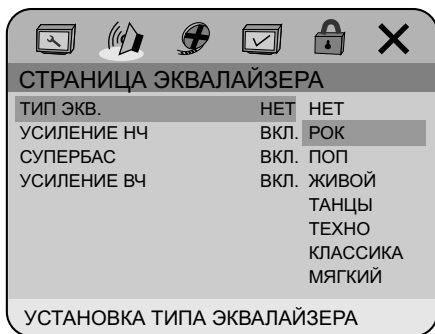 СТРАНИЦА ЭКВАЛАЙЗЕРА
ТИП ЭКВ. НЕТ НЕТ
УСИЛЕНИЕ НЧ ВКЛ. РОК
СУПЕРБАС ВКЛ. ПОП
УСИЛЕНИЕ ВЧ ВКЛ. ЖИВОЙ
ТАНЦЫ
ТЕХНО
КЛАССИКА
МЯГКИЙ
УСТАНОВКА ТИПА ЭКВАЛАЙЗЕРА